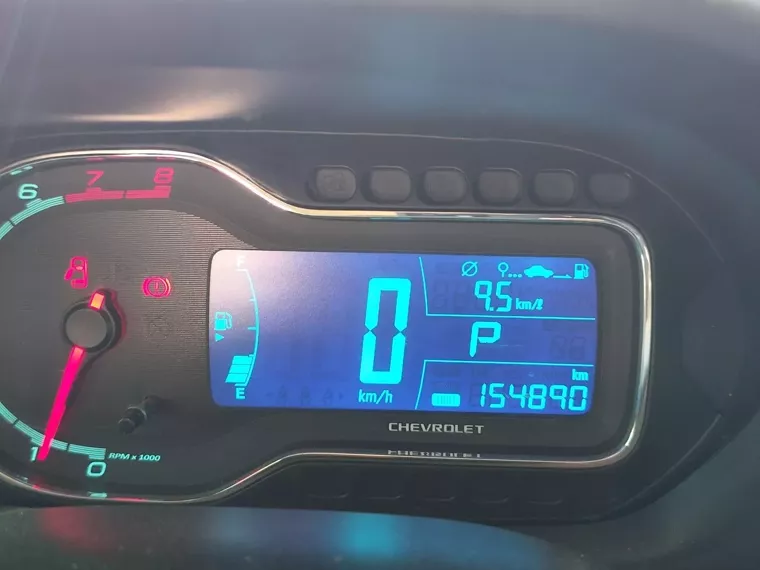 6 7 8
F
9.5 km/ℓ
0
P
km/h
E
km
154890
CHEVROLET
1 0
RPM x 1000